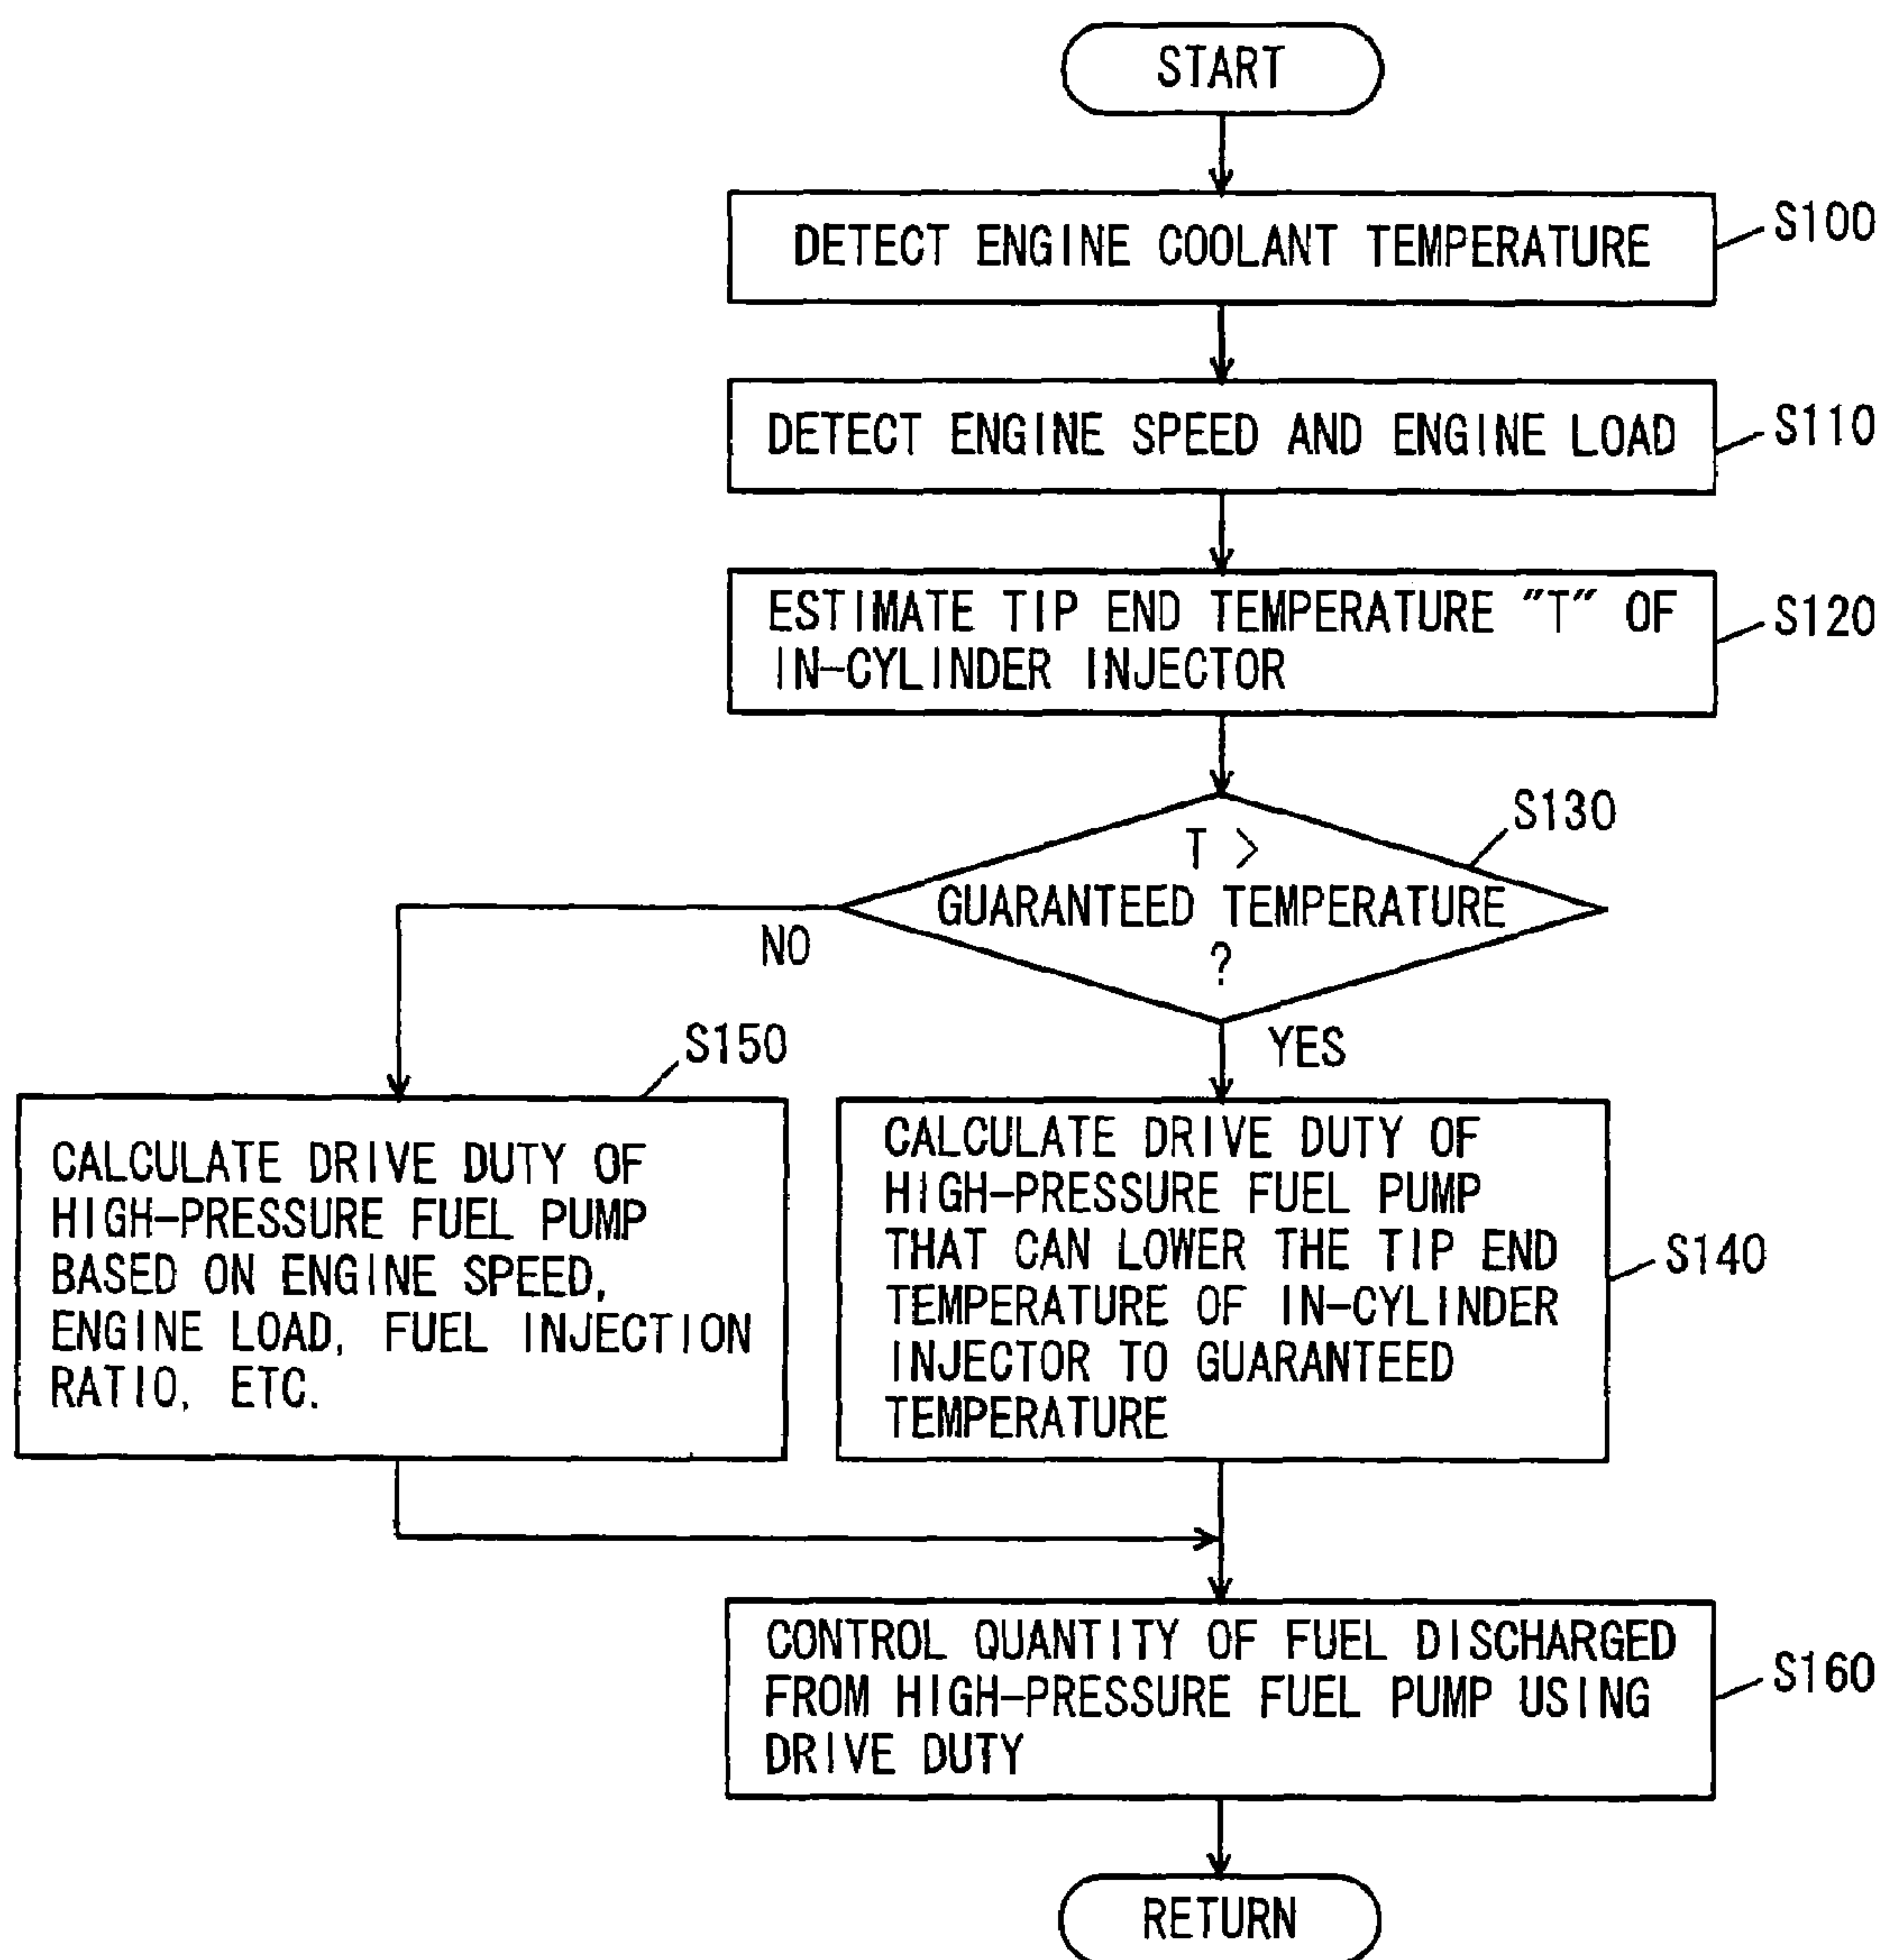 START
DETECT ENGINE COOLANT TEMPERATURE
S100
DETECT ENGINE SPEED AND ENGINE LOAD
S110
ESTIMATE TIP END TEMPERATURE "T" OF
IN-CYLINDER INJECTOR
S120
T >
GUARANTEED TEMPERATURE
?
S130
NO
YES
S150
CALCULATE DRIVE DUTY OF
HIGH-PRESSURE FUEL PUMP
BASED ON ENGINE SPEED,
ENGINE LOAD, FUEL INJECTION
RATIO, ETC.
CALCULATE DRIVE DUTY OF
HIGH-PRESSURE FUEL PUMP
THAT CAN LOWER THE TIP END
TEMPERATURE OF IN-CYLINDER
INJECTOR TO GUARANTEED
TEMPERATURE
S140
CONTROL QUANTITY OF FUEL DISCHARGED
FROM HIGH-PRESSURE FUEL PUMP USING
DRIVE DUTY
S160
RETURN